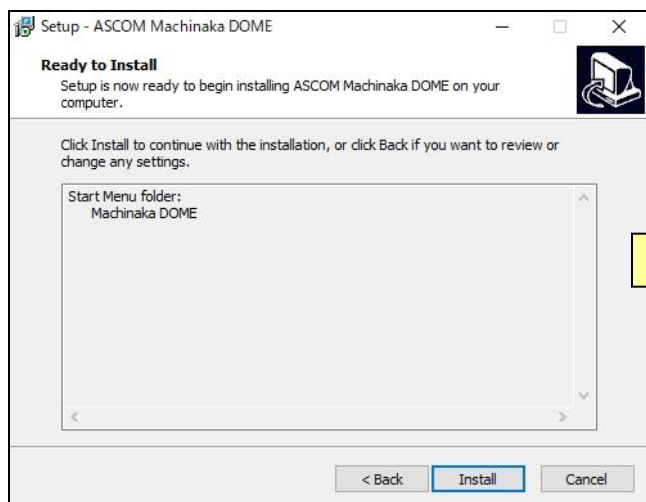 Setup - ASCOM Machinaka DOME
Ready to Install
Setup is now ready to begin installing ASCOM Machinaka DOME on your
computer.
Click Install to continue with the installation, or click Back if you want to review or
change any settings.
Start Menu folder:
Machinaka DOME
< Back
Install
Cancel